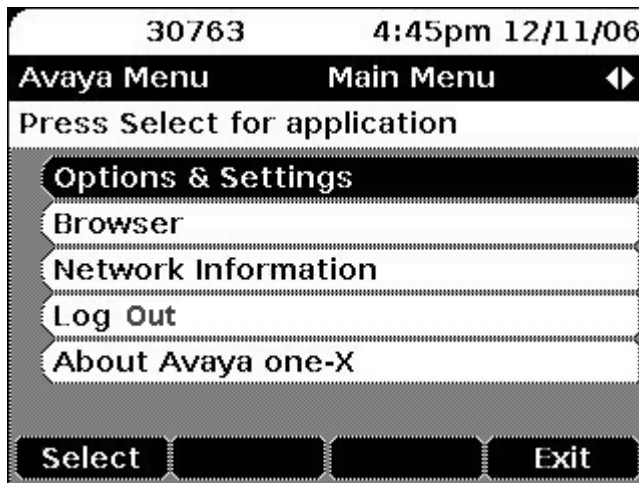 30763 4:45pm 12/11/06
Avaya Menu Main Menu
Press Select for application
Options & Settings
Browser
Network Information
Log Out
About Avaya one-X
Select Exit